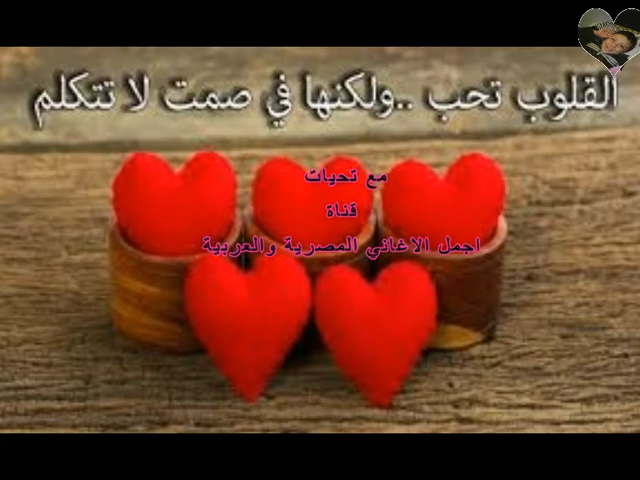 القلوب تحب ..ولكنها في صمت لا تتكلم
مع تحيات
قناة
اجمل الاغاني المصرية والعربية